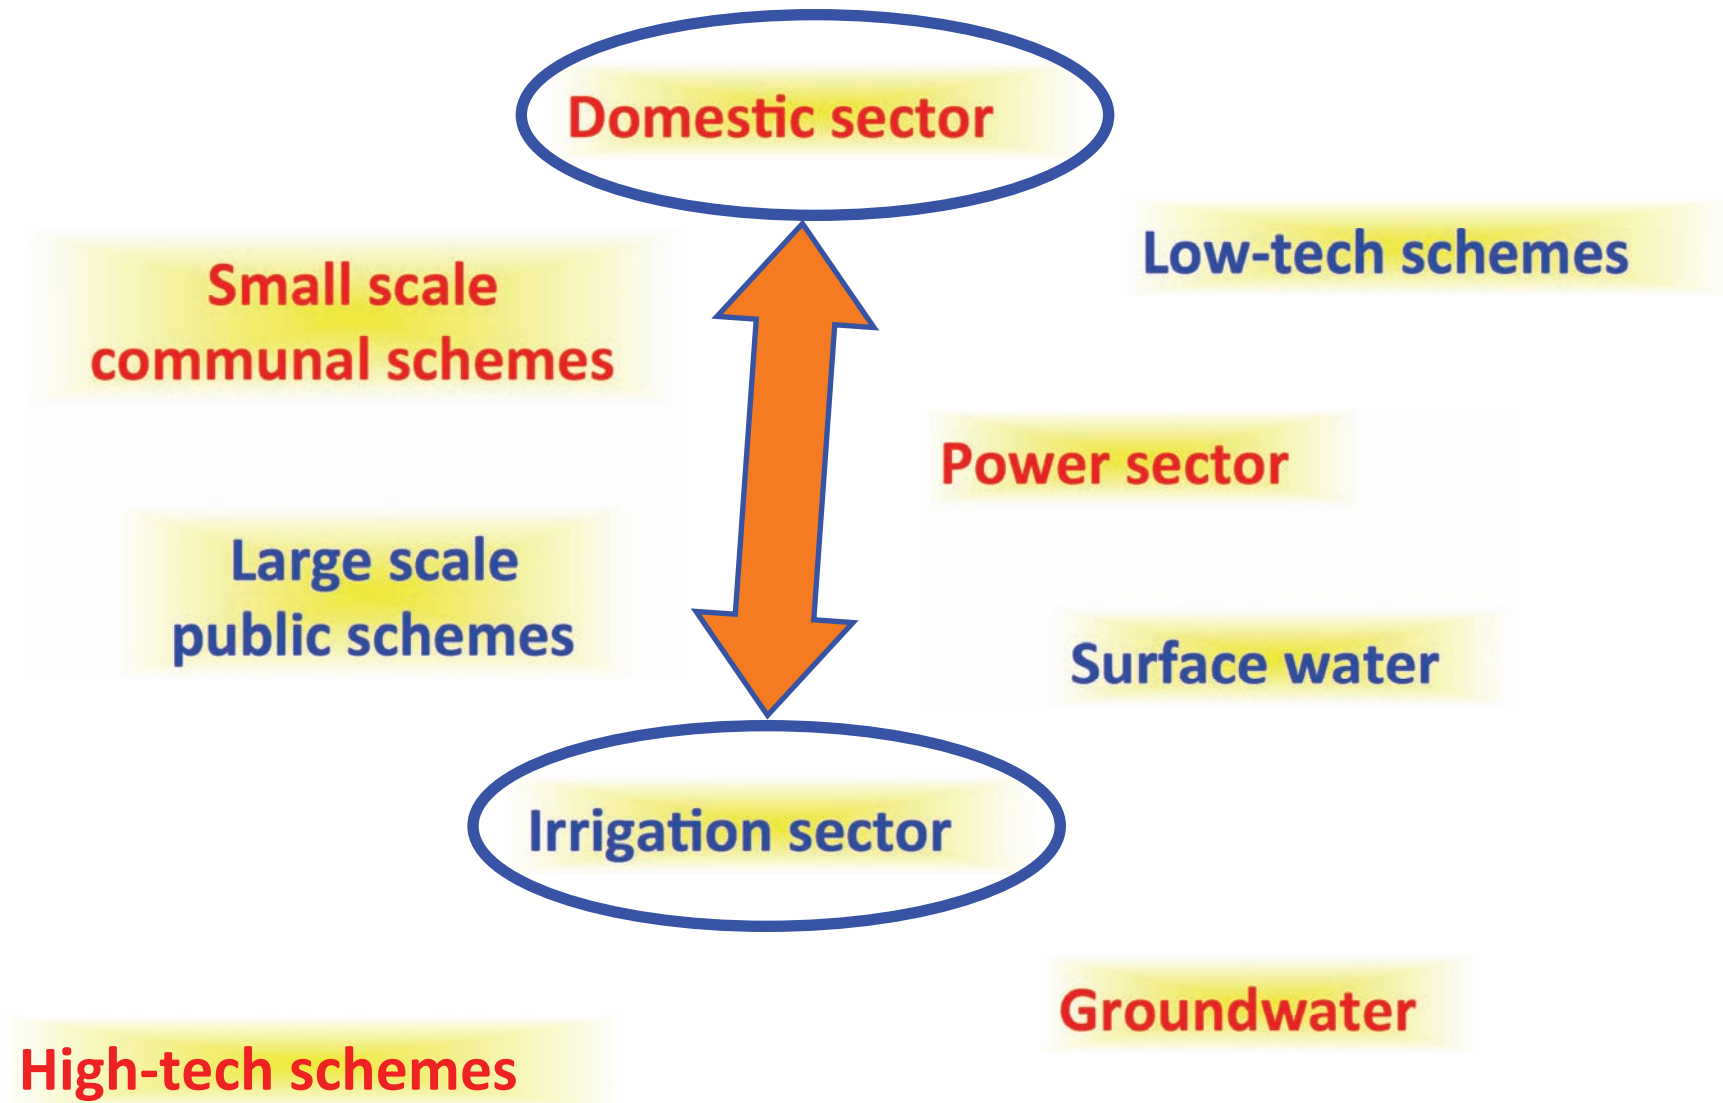 Domestic sector
Low-tech schemes
Small scale
communal schemes
Power sector
Large scale
public schemes
Surface water
Irrigation sector
Groundwater
High-tech schemes